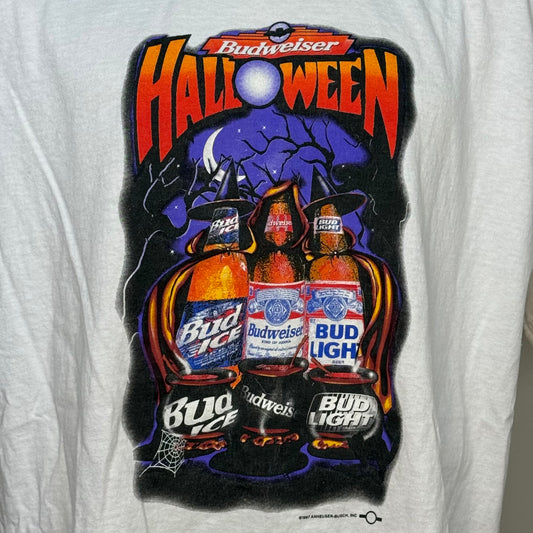 Budweiser
HALLOWEEN
Bud ICE
Budweiser
BUD LIGHT
Bud ICE
Budweiser
KING OF BEERS
BUD LIGHT
BEER
Bud ICE
Budweiser
BUD LIGHT
©1997 ANHEUSER-BUSCH, INC